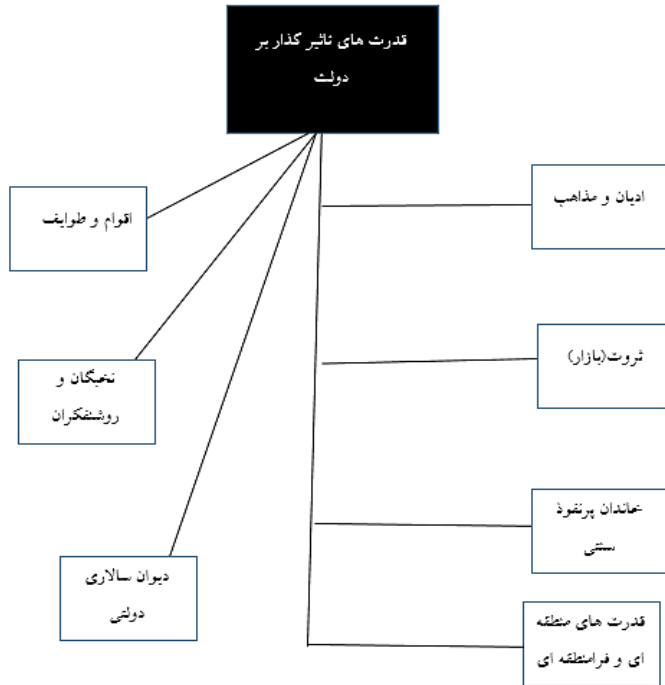 قدرت های تاثیر گذار بر
دولت
ادیان و مذاهب
اقوام و طوایف
ثروت(بازار)
نخبگان و
روشنفکران
خاندان پرنفوذ
سنتی
دیوان سالاری
دولتی
قدرت های منطقه
ای و فرامنطقه ای